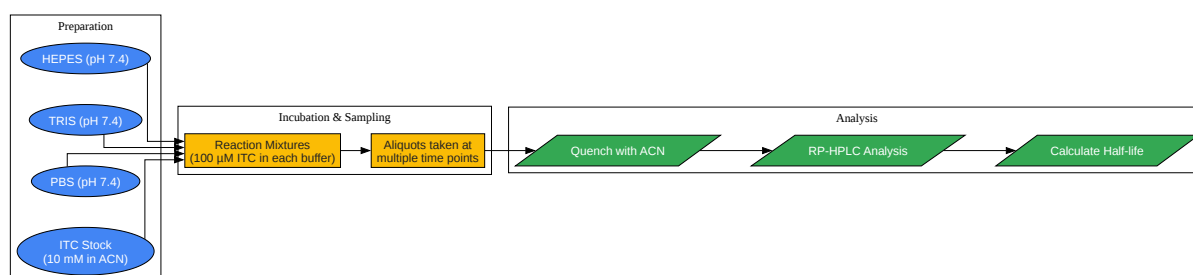 Preparation
HEPES (pH 7.4)
TRIS (pH 7.4)
PBS (pH 7.4)
ITC Stock
(10 mM in ACN)
Incubation & Sampling
Reaction Mixtures
(100 µM ITC in each buffer)
Aliquots taken at
multiple time points
Analysis
Quench with ACN
RP-HPLC Analysis
Calculate Half-life